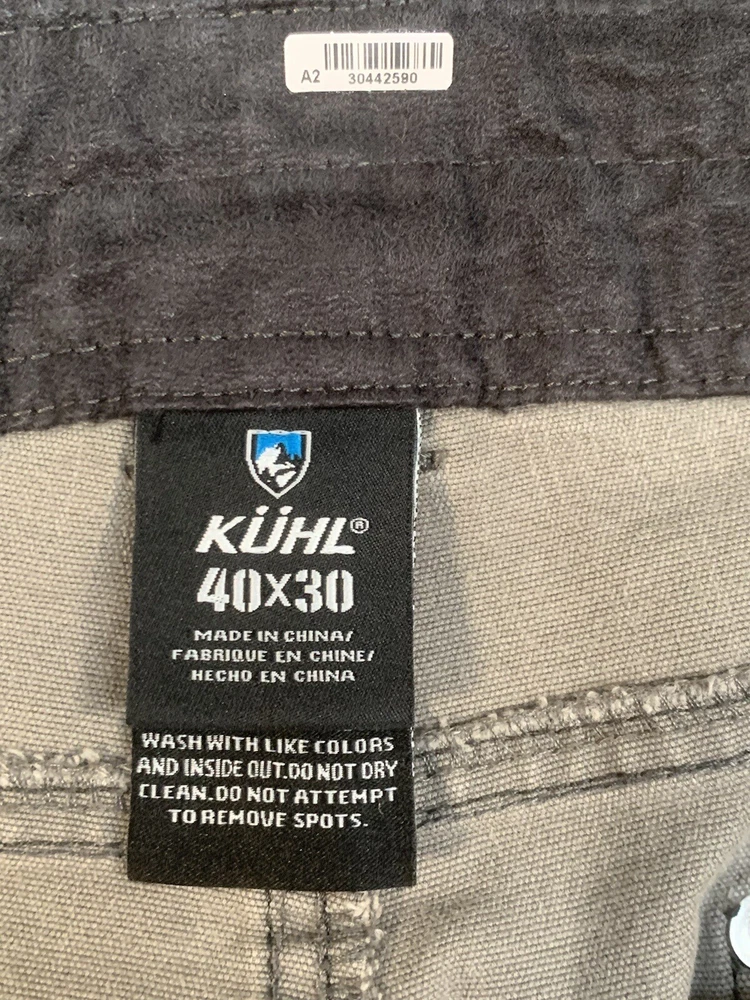 A2 30442590
KÜHL®
40X30
MADE IN CHINA/
FABRIQUE EN CHINE/
HECHO EN CHINA
WASH WITH LIKE COLORS
AND INSIDE OUT.DO NOT DRY
CLEAN.DO NOT ATTEMPT
TO REMOVE SPOTS.